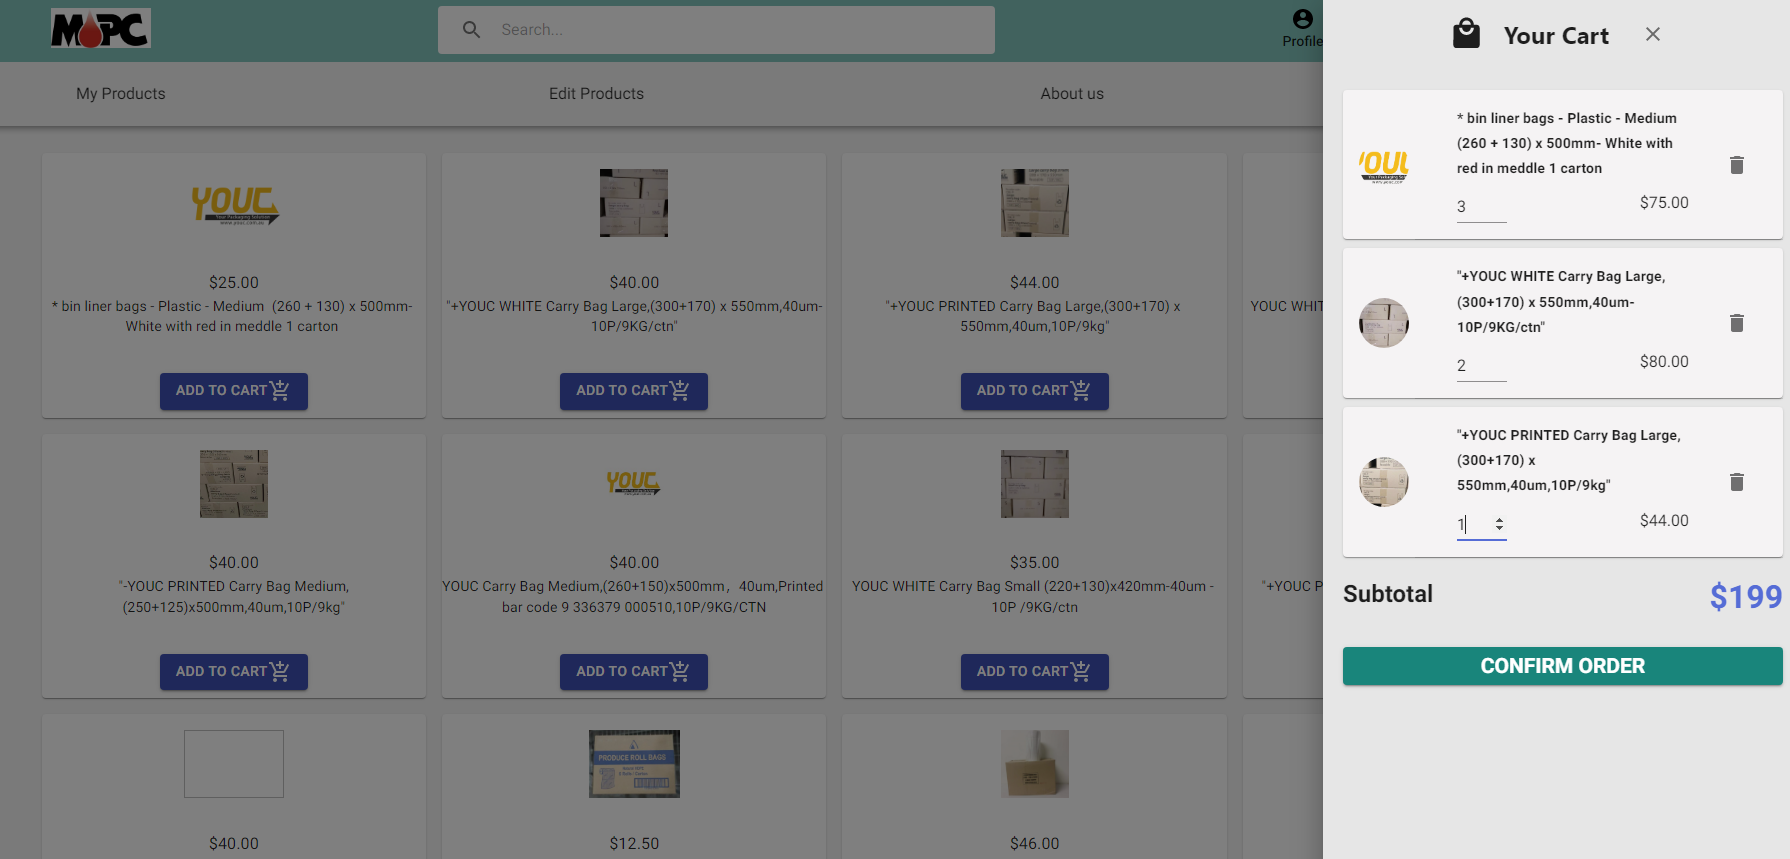 MOPC
Search...
Profile
My Products
Edit Products
About us
YOUC
Your Packaging Solution
www.youc.com.au
$25.00
* bin liner bags - Plastic - Medium (260 + 130) x 500mm-
White with red in meddle 1 carton
ADD TO CART
$40.00
"+YOUC WHITE Carry Bag Large,(300+170) x 550mm,40um-
10P/9KG/ctn"
ADD TO CART
$44.00
"+YOUC PRINTED Carry Bag Large,(300+170) x
550mm,40um,10P/9kg"
ADD TO CART
YOUC WHIT
$40.00
"-YOUC PRINTED Carry Bag Medium,
(250+125)x500mm,40um,10P/9kg"
ADD TO CART
YOUC
$40.00
YOUC Carry Bag Medium,(260+150)x500mm，40um,Printed
bar code 9 336379 000510,10P/9KG/CTN
ADD TO CART
$35.00
YOUC WHITE Carry Bag Small (220+130)x420mm-40um -
10P /9KG/ctn
ADD TO CART
"+YOUC P
$40.00
PRODUCE ROLL BAGS
$12.50
$46.00
Your Cart
YOUC
* bin liner bags - Plastic - Medium
(260 + 130) x 500mm- White with
red in meddle 1 carton
3
$75.00
"+YOUC WHITE Carry Bag Large,
(300+170) x 550mm,40um-
10P/9KG/ctn"
2
$80.00
"+YOUC PRINTED Carry Bag Large,
(300+170) x
550mm,40um,10P/9kg"
1
$44.00
Subtotal
$199
CONFIRM ORDER